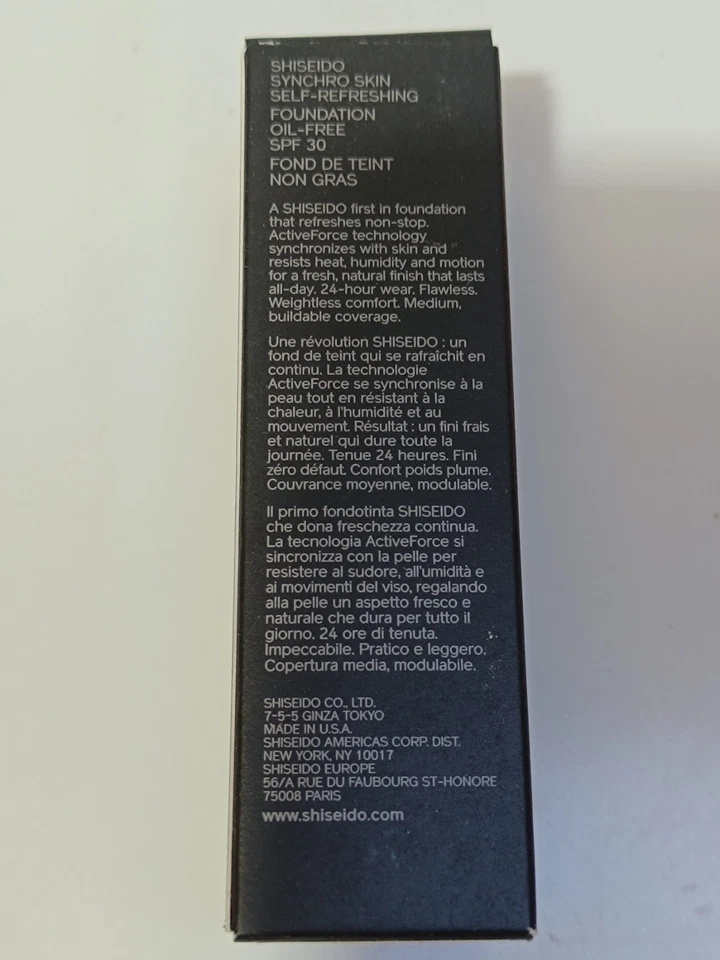 SHISEIDO
SYNCHRO SKIN
SELF-REFRESHING
FOUNDATION
OIL-FREE
SPF 30
FOND DE TEINT
NON GRAS
A SHISEIDO first in foundation
that refreshes non-stop.
ActiveForce technology
synchronizes with skin and
resists heat, humidity and motion
for a fresh, natural finish that lasts
all-day. 24-hour wear. Flawless.
Weightless comfort. Medium,
buildable coverage.
Une révolution SHISEIDO : un
fond de teint qui se rafraîchit en
continu. La technologie
ActiveForce se synchronise à la
peau tout en résistant à la
chaleur, à l'humidité et au
mouvement. Résultat : un fini frais
et naturel qui dure toute la
journée. Tenue 24 heures. Fini
zéro défaut. Confort poids plume.
Couvrance moyenne, modulable.
Il primo fondotinta SHISEIDO
che dona freschezza continua.
La tecnologia ActiveForce si
sincronizza con la pelle per
resistere al sudore, all'umidità e
ai movimenti del viso, regalando
alla pelle un aspetto fresco e
naturale che dura per tutto il
giorno. 24 ore di tenuta.
Impeccabile. Pratico e leggero.
Copertura media, modulabile.
SHISEIDO CO., LTD.
7-5-5 GINZA TOKYO
MADE IN U.S.A.
SHISEIDO AMERICAS CORP. DIST.
NEW YORK, NY 10017
SHISEIDO EUROPE
56/A RUE DU FAUBOURG ST-HONORE
75008 PARIS
www.shiseido.com